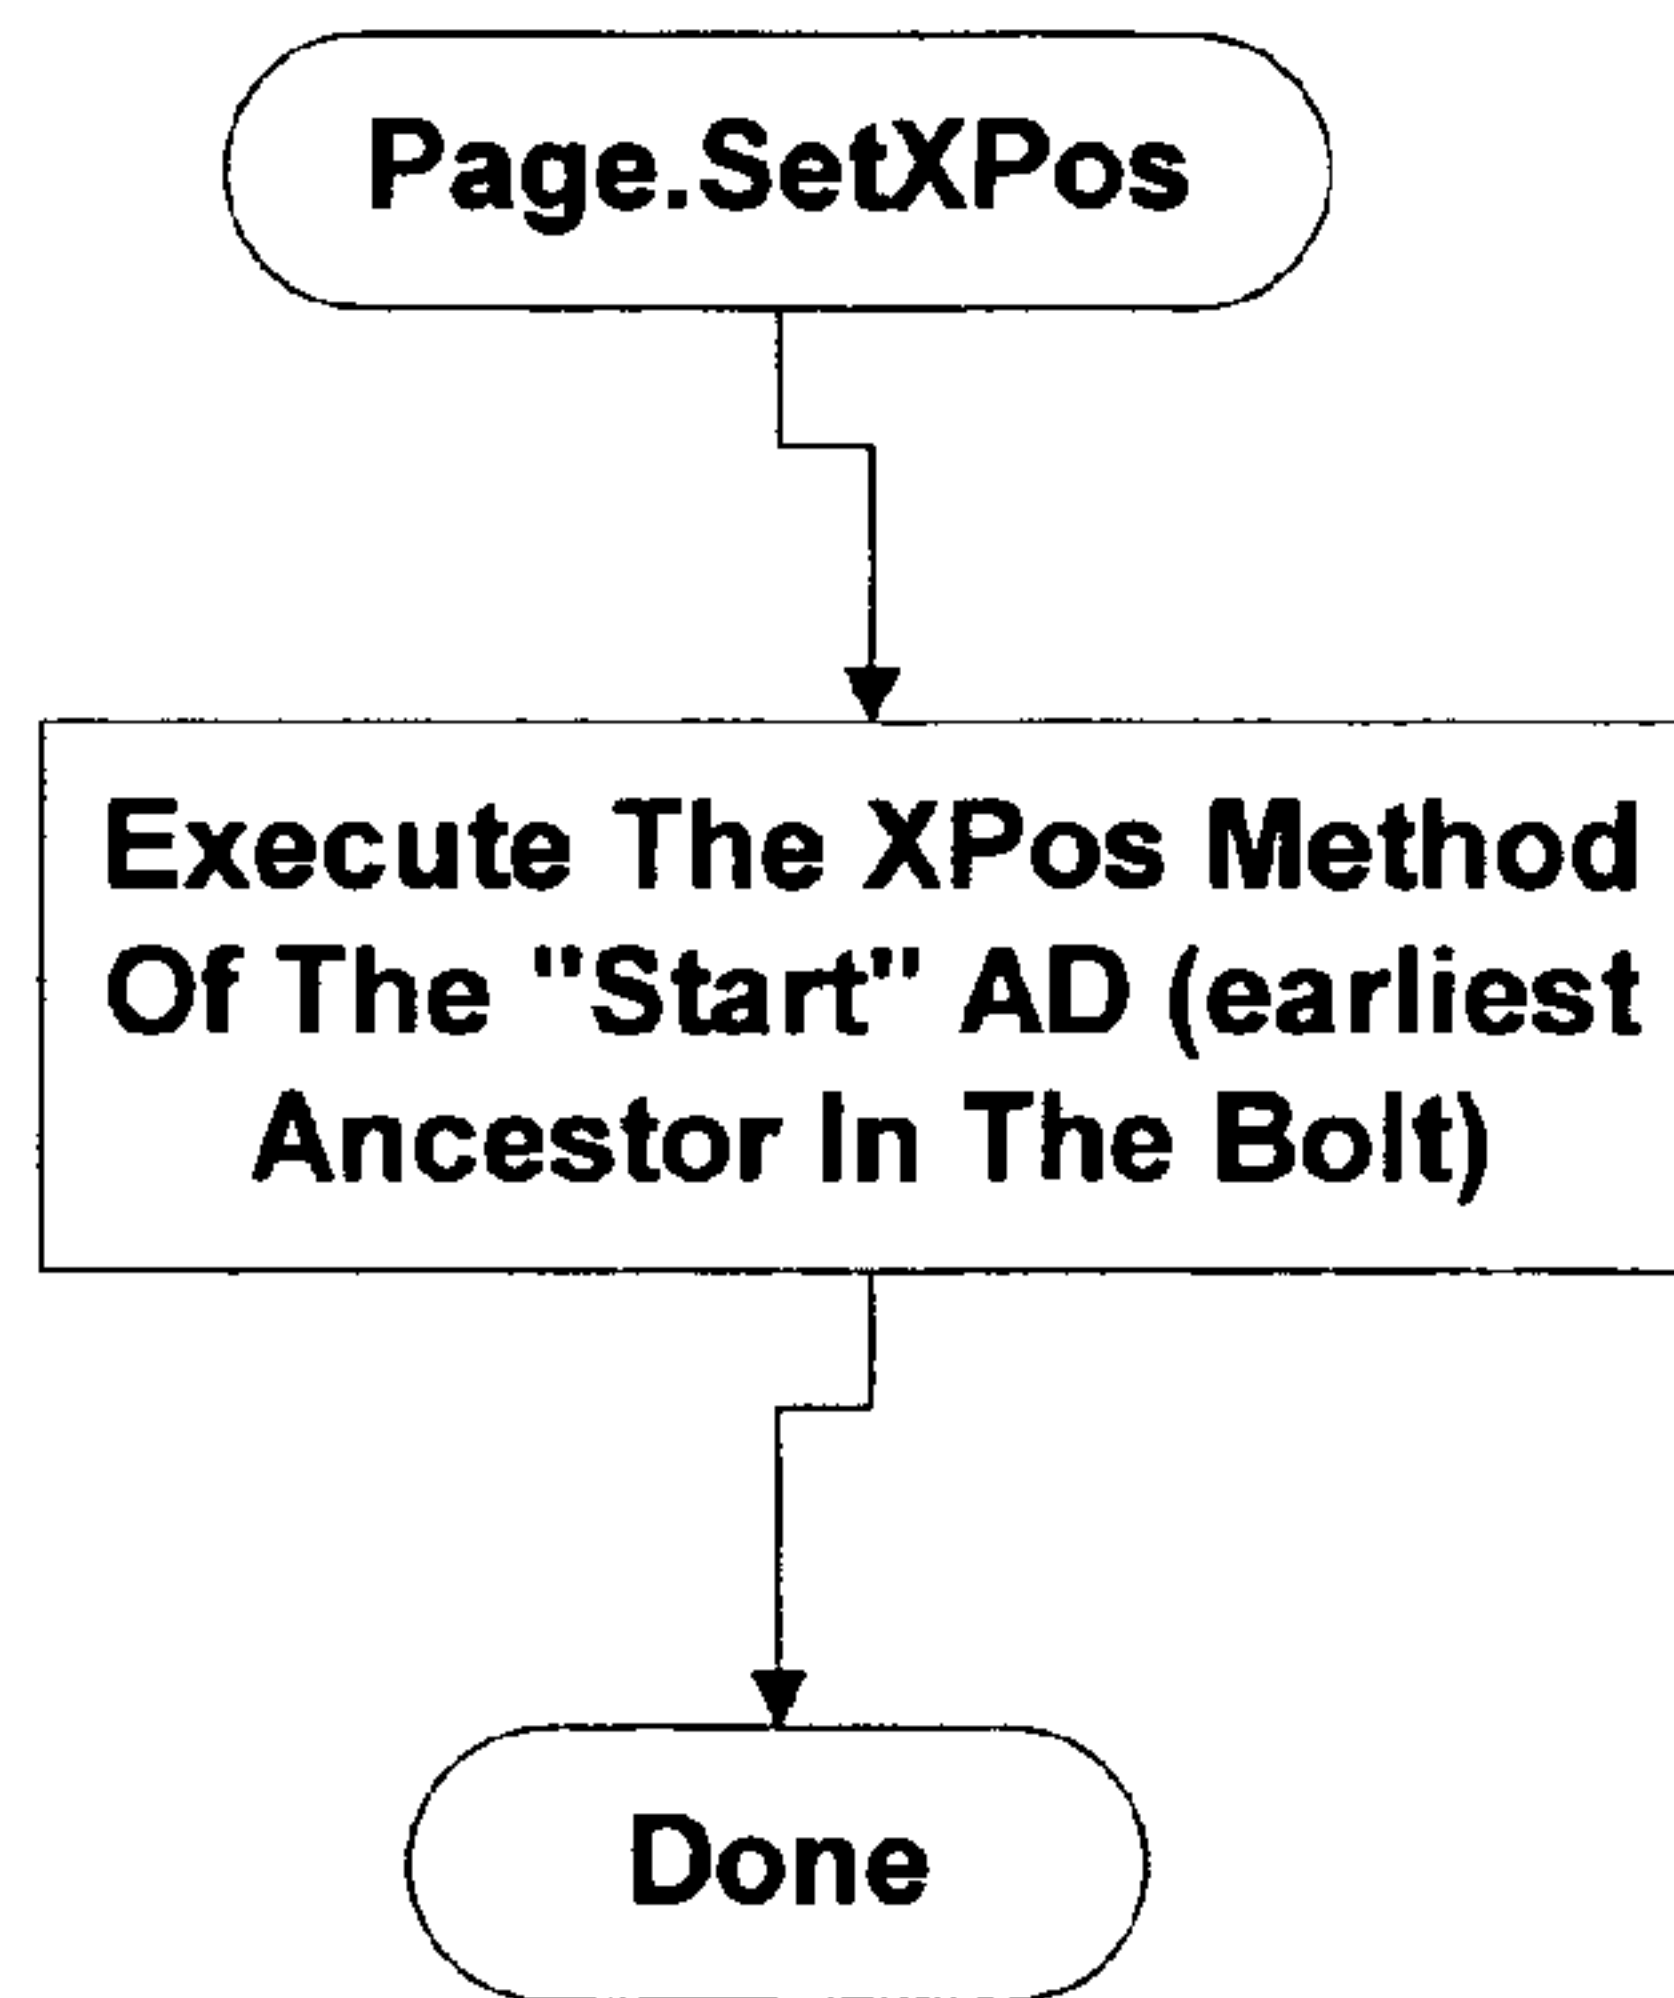 Page.SetXPos
Execute The XPos Method
Of The "Start" AD (earliest
Ancestor In The Bolt)
Done